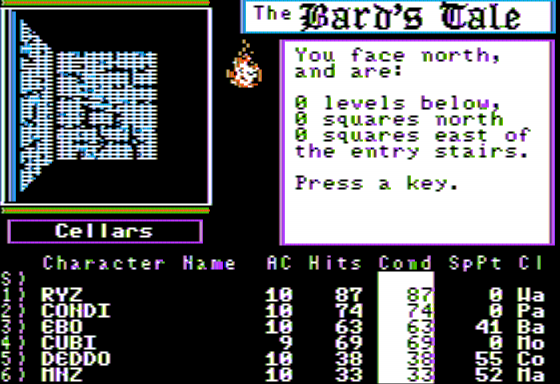 The Bard's Tale
You face north,
and are:
0 levels below,
0 squares north
0 squares east of
the entry stairs.
Press a key.
Cellars
Character Name AC Hits Cond SpPt Cl
S)
1) RYZ 10 87 87 0 Wa
2) CONDI 10 74 74 0 Pa
3) EBO 10 63 63 41 Ba
4) CUBI 9 69 69 0 Mo
5) DEDDO 10 38 38 55 Co
6) MNZ 10 33 33 52 Ma